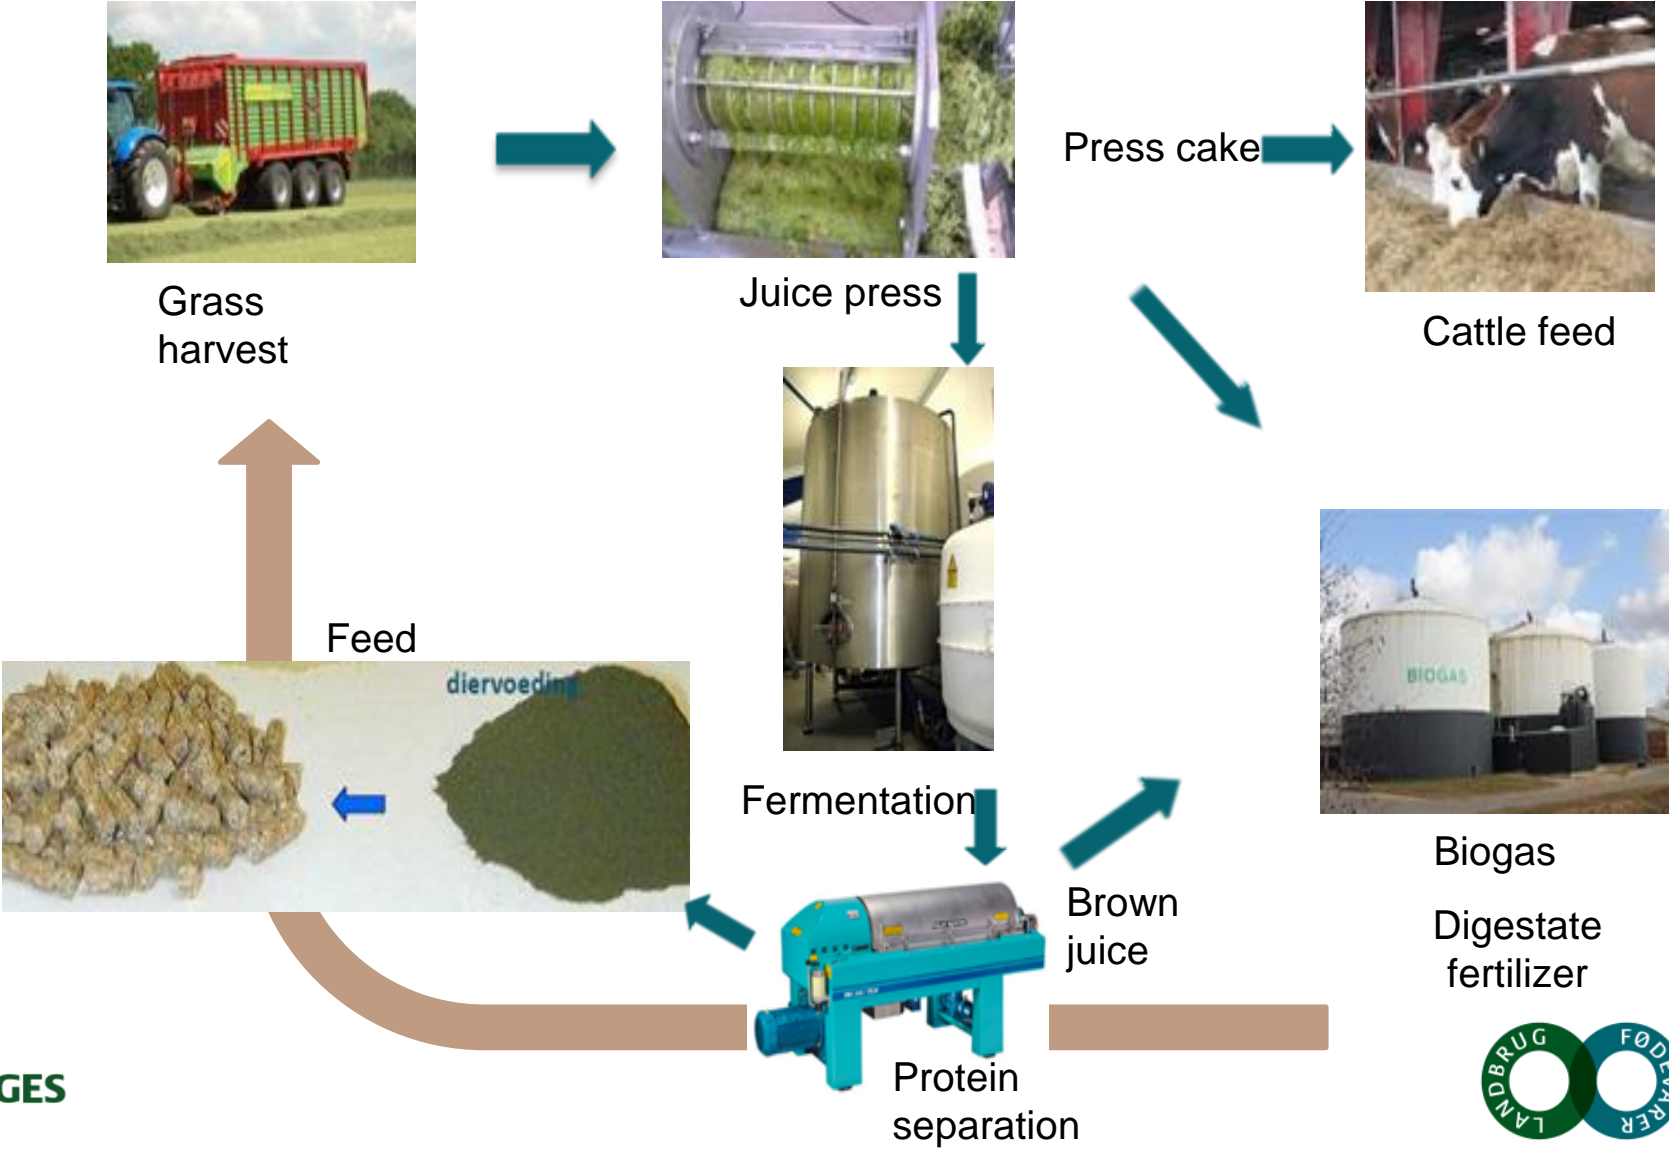 Press cake
Juice press
Grass
harvest
Cattle feed
Feed
diervoeding
BIOGAS
Fermentation
Biogas
Brown
juice
Digestate
fertilizer
Protein
separation
GES
LANDBRUG
FØDEVARER